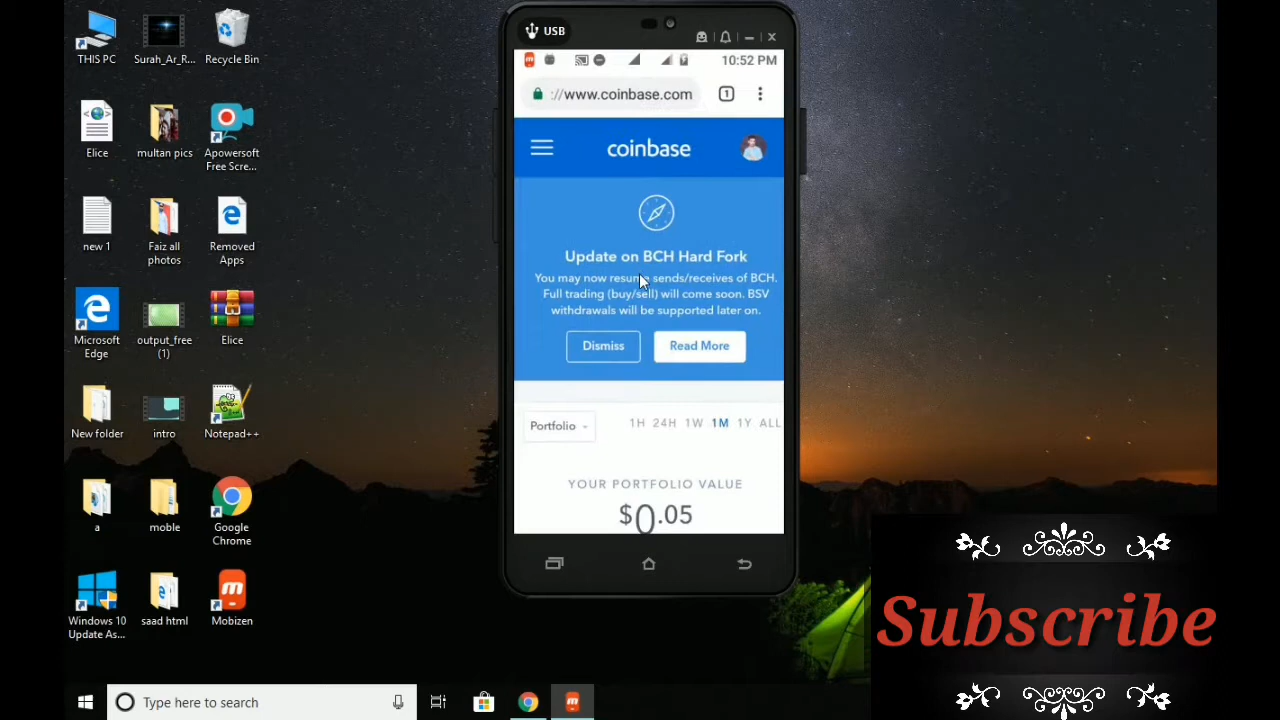 THIS PC
Surah_Ar_R...
Recycle Bin
Elice
multan pics
Apowersoft
Free Scre...
new 1
Faiz all
photos
Removed
Apps
Microsoft
Edge
output_free
(1)
Elice
New folder
intro
Notepad++
a
moble
Google
Chrome
Windows 10
Update As...
saad html
Mobizen
USB
10:52 PM
://www.coinbase.com
1
coinbase
Update on BCH Hard Fork
You may now resume sends/receives of BCH.
Full trading (buy/sell) will come soon. BSV
withdrawals will be supported later on.
Dismiss
Read More
Portfolio
1H 24H 1W 1M 1Y ALL
YOUR PORTFOLIO VALUE
$0.05
Subscribe
Type here to search